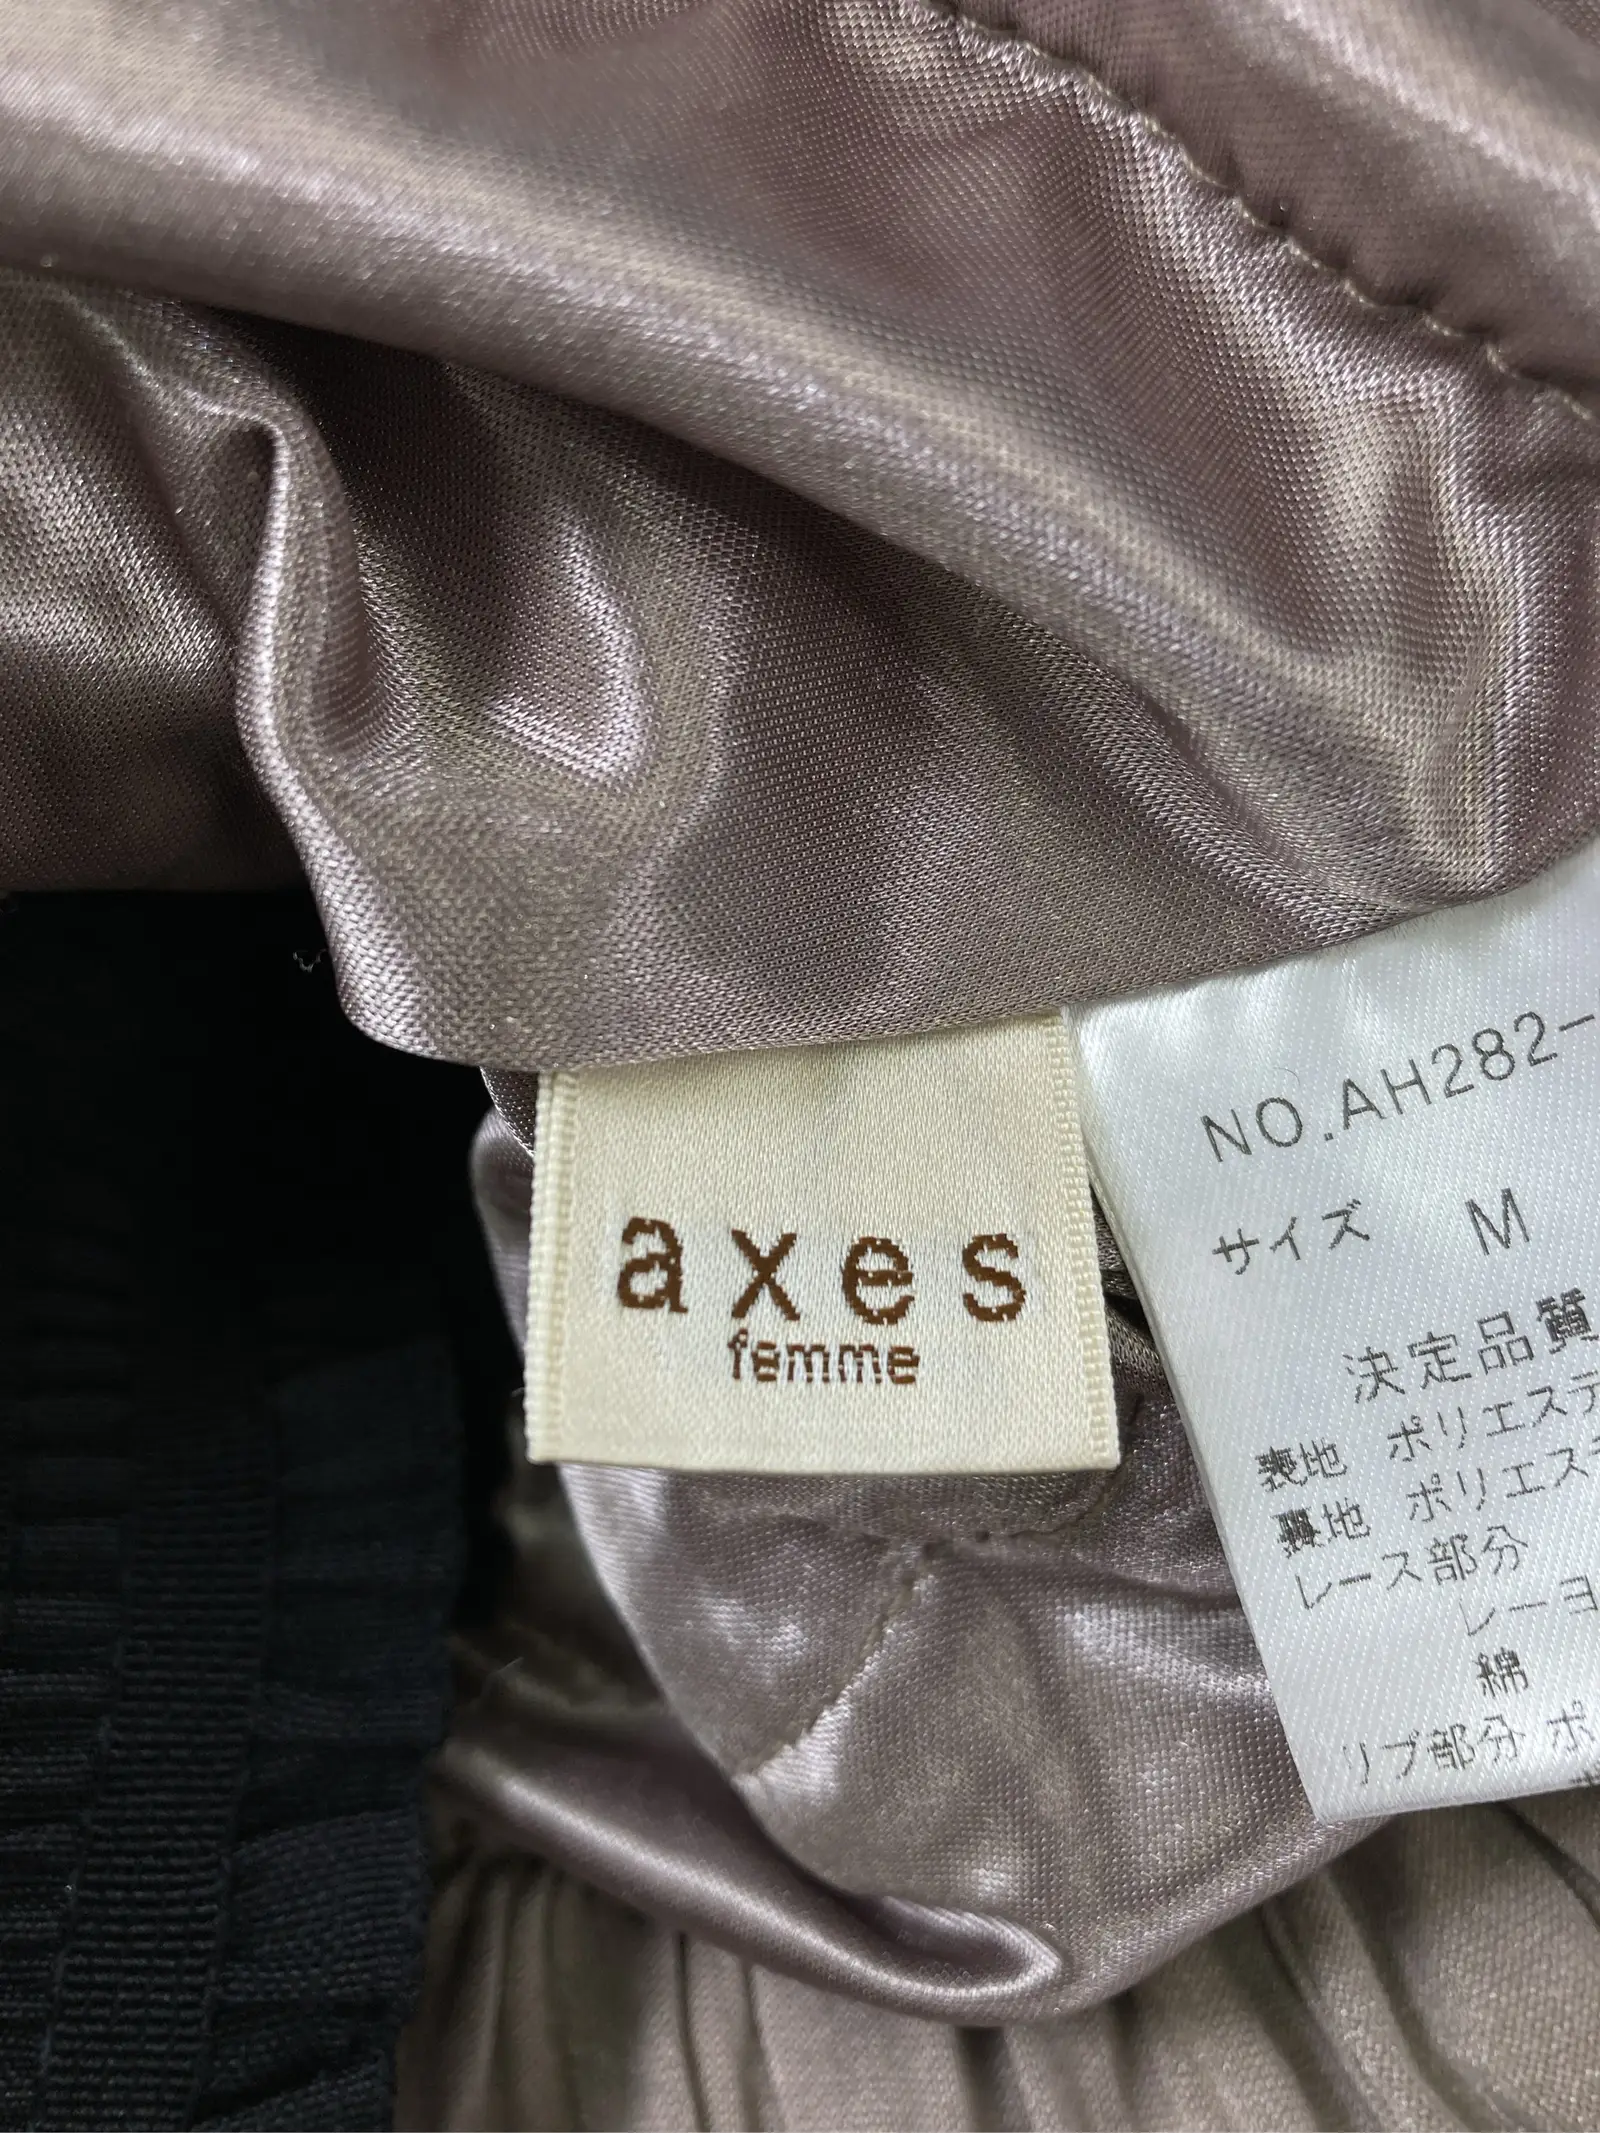 axes
femme
NO.AH282-
サイズ M
決定品質
表地 ポリエステ
裏地 ポリエステ
レース部分
レーヨ
綿
リブ部分 ポ